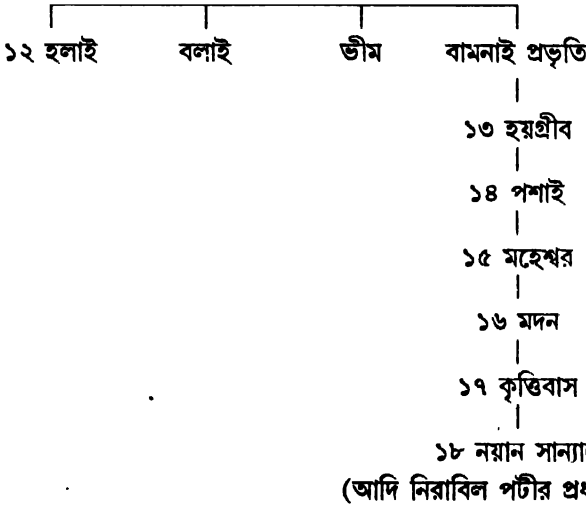 ১২ হলাই বলাই ভীম বামনাই প্রভৃতি
১৩ হয়গ্রীব
১৪ পশাই
১৫ মহেশ্বর
১৬ মদন
১৭ কৃত্তিবাস
১৮ নয়ান
(আদি নিরাবিল পটীর